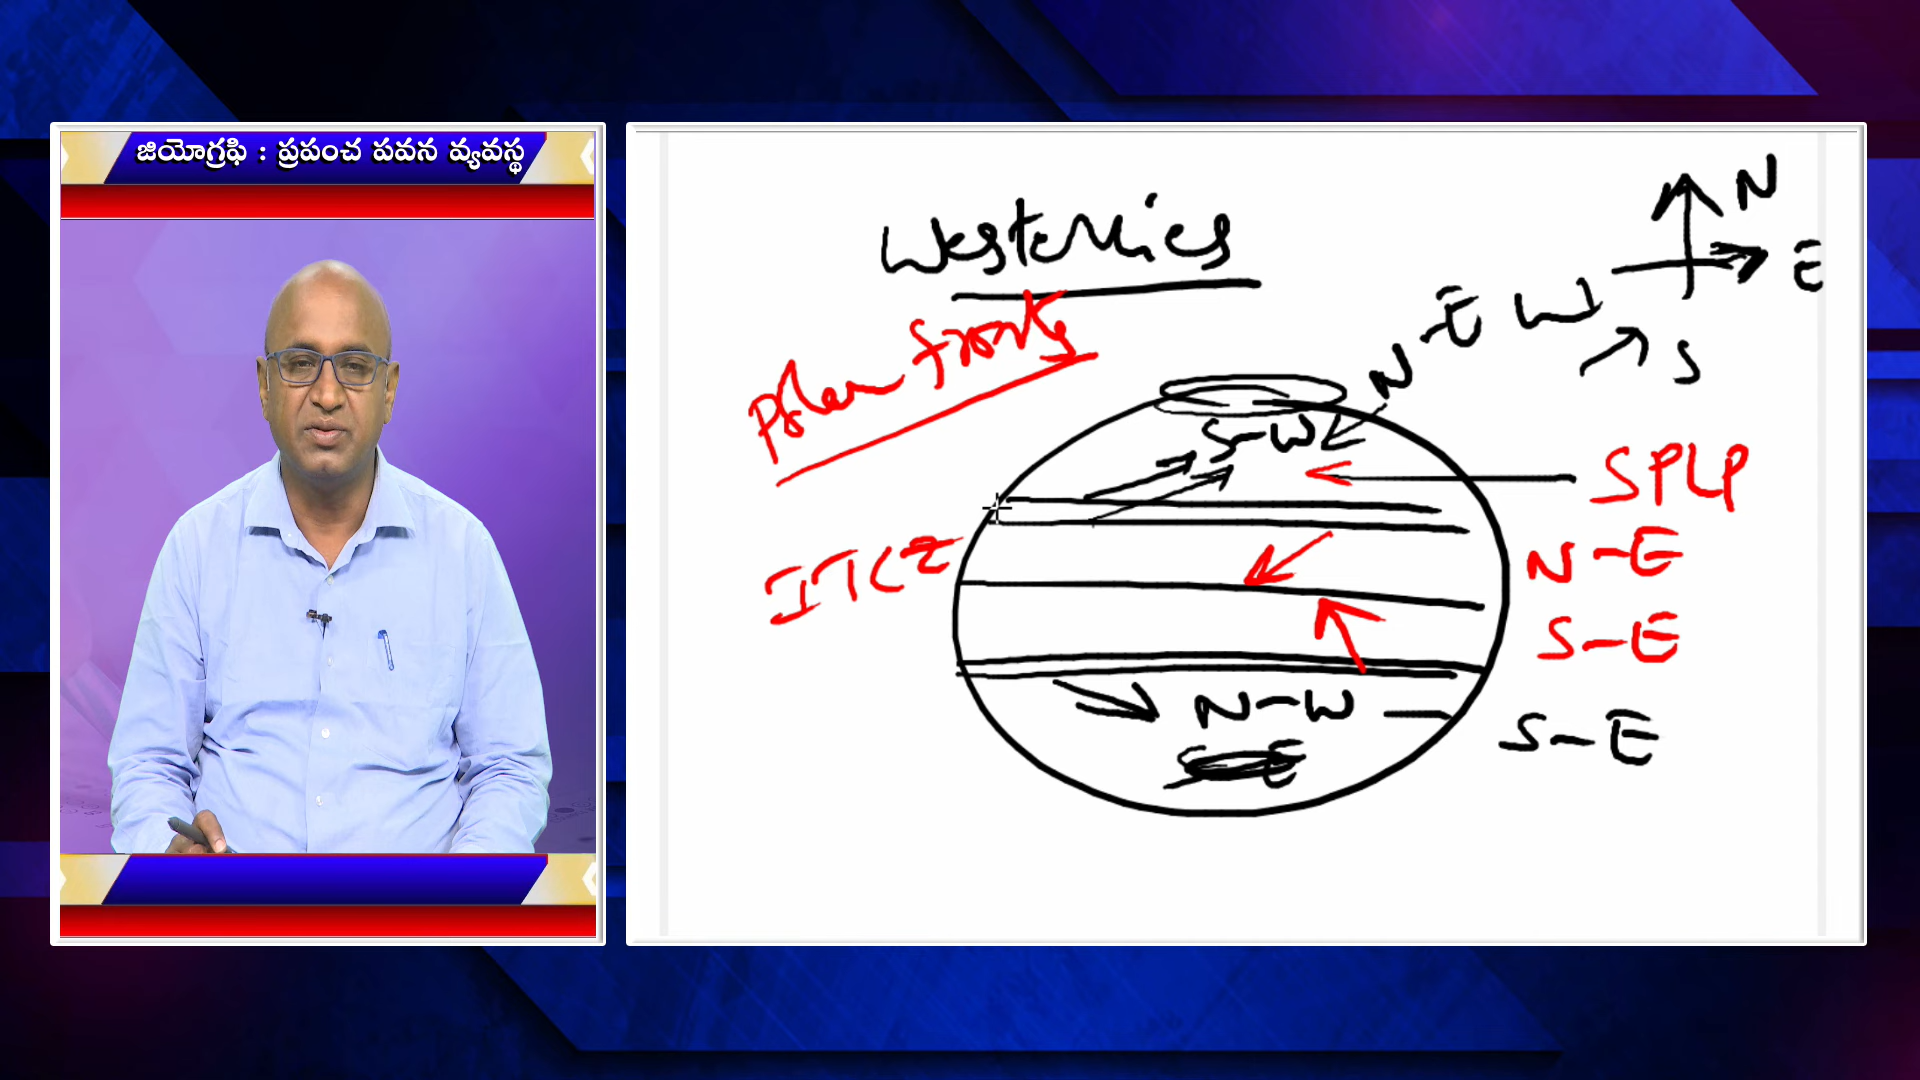 జియోగ్రఫి : ప్రపంచ పవన వ్యవస్థ
Westerlies
Polar fronts
N
E
W
S
N-E
S-W
SPLP
ITCZ
N-E
S-E
N-W
S-E
S-E